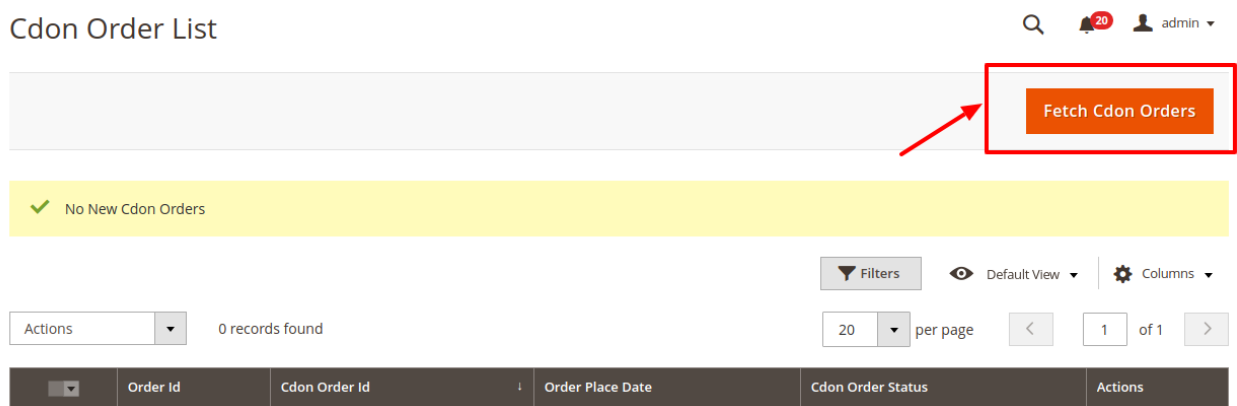 Cdon Order List
20
admin
Fetch Cdon Orders
No New Cdon Orders
Filters
Default View
Columns
Actions
0 records found
20
per page
1
of 1
Order Id
Cdon Order Id
Order Place Date
Cdon Order Status
Actions